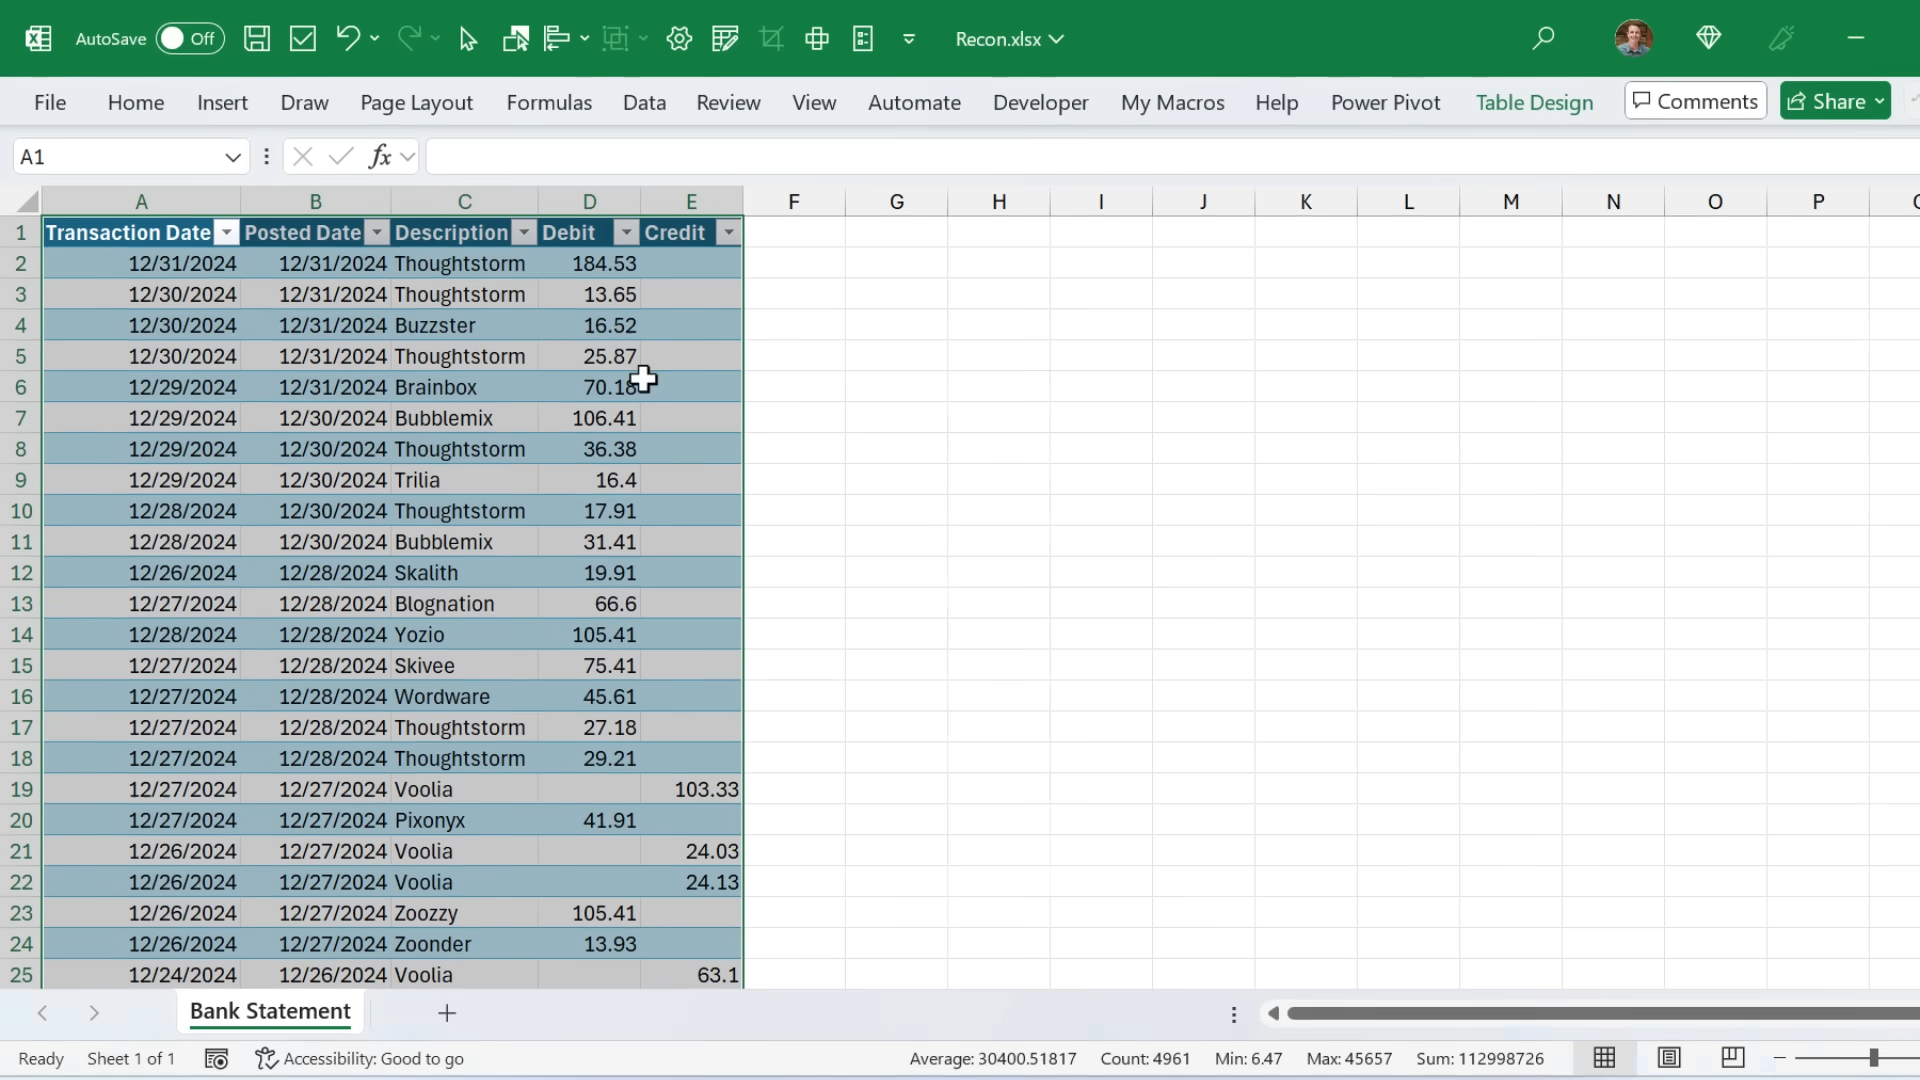 AutoSave Off Recon.xlsx
File Home Insert Draw Page Layout Formulas Data Review View Automate Developer My Macros Help Power Pivot Table Design Comments Share
A1 fx
A B C D E F G H I J K L M N O P
1 Transaction Date Posted Date Description Debit Credit
2 12/31/2024 12/31/2024 Thoughtstorm 184.53
3 12/30/2024 12/31/2024 Thoughtstorm 13.65
4 12/30/2024 12/31/2024 Buzzster 16.52
5 12/30/2024 12/31/2024 Thoughtstorm 25.87
6 12/29/2024 12/31/2024 Brainbox 70.18
7 12/29/2024 12/30/2024 Bubblemix 106.41
8 12/29/2024 12/30/2024 Thoughtstorm 36.38
9 12/29/2024 12/30/2024 Trilia 16.4
10 12/28/2024 12/30/2024 Thoughtstorm 17.91
11 12/28/2024 12/30/2024 Bubblemix 31.41
12 12/26/2024 12/28/2024 Skalith 19.91
13 12/27/2024 12/28/2024 Blognation 66.6
14 12/28/2024 12/28/2024 Yozio 105.41
15 12/27/2024 12/28/2024 Skivee 75.41
16 12/27/2024 12/28/2024 Wordware 45.61
17 12/27/2024 12/28/2024 Thoughtstorm 27.18
18 12/27/2024 12/28/2024 Thoughtstorm 29.21
19 12/27/2024 12/27/2024 Voolia 103.33
20 12/27/2024 12/27/2024 Pixonyx 41.91
21 12/26/2024 12/27/2024 Voolia 24.03
22 12/26/2024 12/27/2024 Voolia 24.13
23 12/26/2024 12/27/2024 Zoozzy 105.41
24 12/26/2024 12/27/2024 Zoonder 13.93
25 12/24/2024 12/26/2024 Voolia 63.1
Bank Statement
Ready Sheet 1 of 1 Accessibility: Good to go Average: 30400.51817 Count: 4961 Min: 6.47 Max: 45657 Sum: 112998726